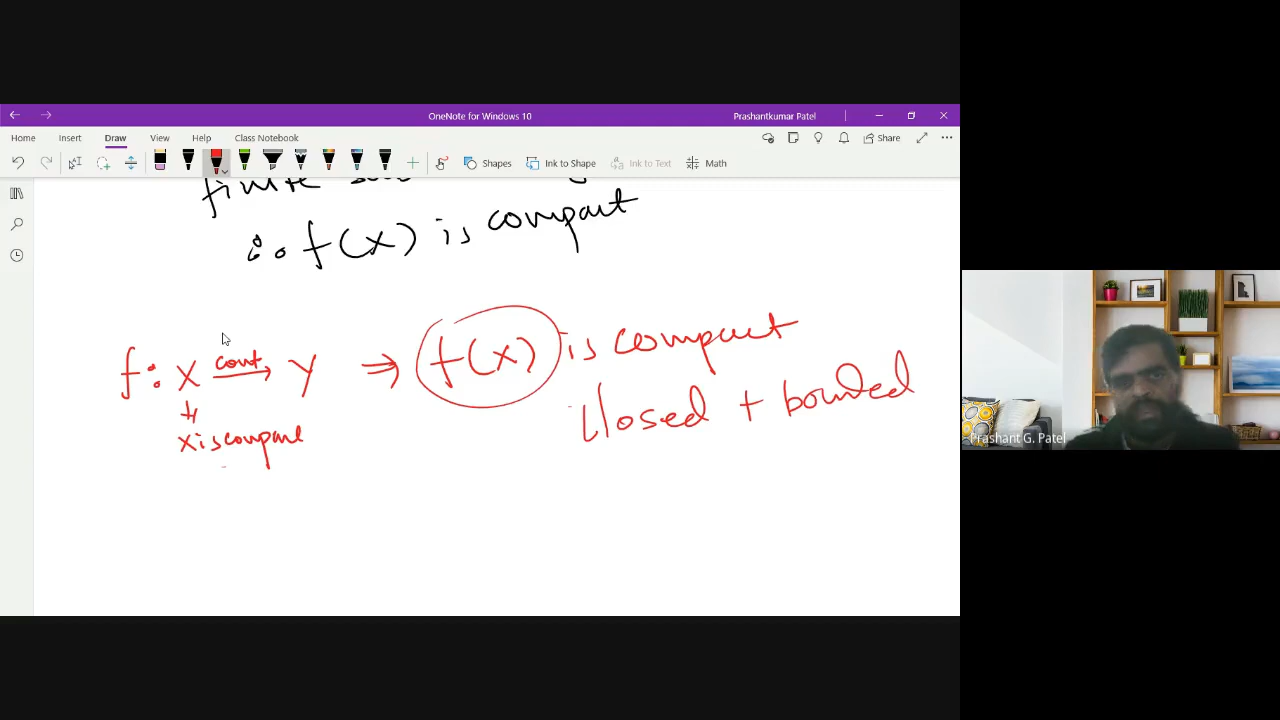 OneNote for Windows 10
Prashantkumar Patel
Home Insert Draw View Help Class Notebook
Share
Shapes Ink to Shape Ink to Text Math
finite
∴ f(x) is compact
f: X cont→ Y ⇒ f(x) is compact
+
X is compact
closed + bounded
Prashant G. Patel